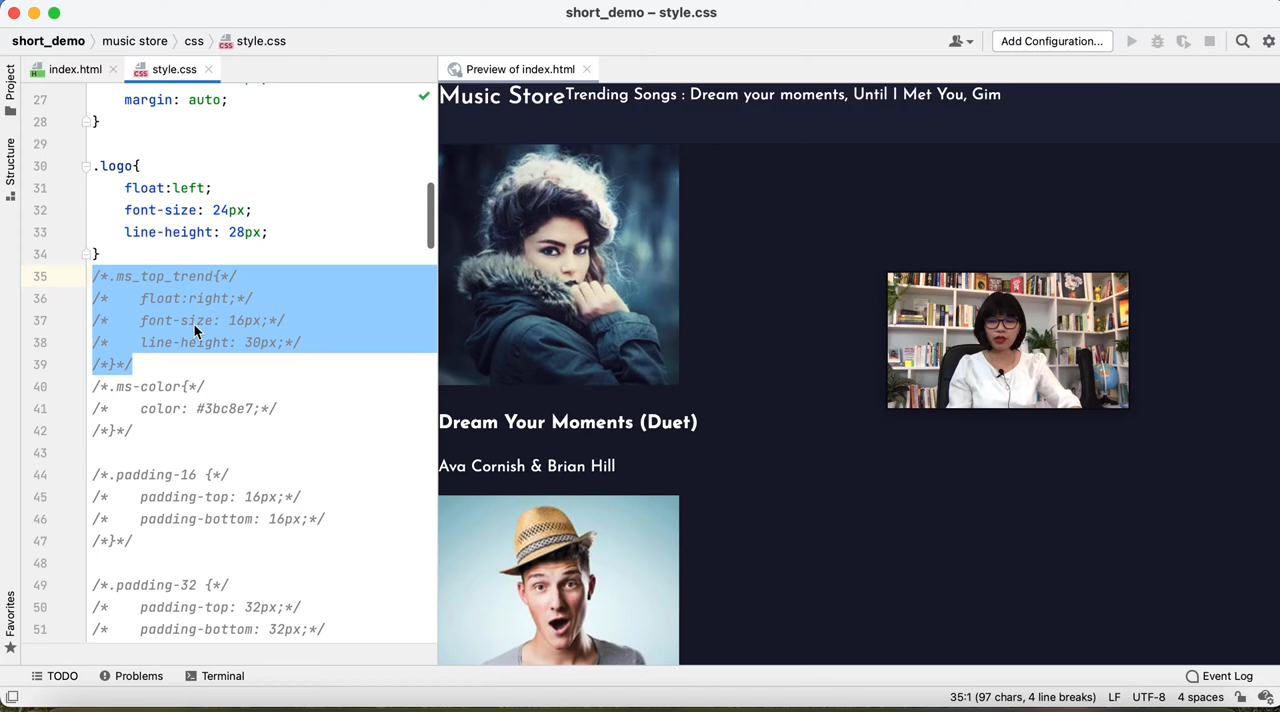 short_demo – style.css
short_demo 〉 music store 〉 css 〉 style.css
Add Configuration...
index.html
style.css
Preview of index.html
Project
Structure
Favorites
27 margin: auto;
28 }
29
30 .logo{
31 float:left;
32 font-size: 24px;
33 line-height: 28px;
34 }
35 /*.ms_top_trend{*/
36 /* float:right;*/
37 /* font-size: 16px;*/
38 /* line-height: 30px;*/
39 /*}*/
40 /*.ms-color{*/
41 /* color: #3bc8e7;*/
42 /*}*/
43
44 /*.padding-16 {*/
45 /* padding-top: 16px;*/
46 /* padding-bottom: 16px;*/
47 /*}*/
48
49 /*.padding-32 {*/
50 /* padding-top: 32px;*/
51 /* padding-bottom: 32px;*/
Music Store
Trending Songs : Dream your moments, Until I Met You, Gim
Dream Your Moments (Duet)
Ava Cornish & Brian Hill
TODO
Problems
Terminal
Event Log
35:1 (97 chars, 4 line breaks) LF UTF-8 4 spaces